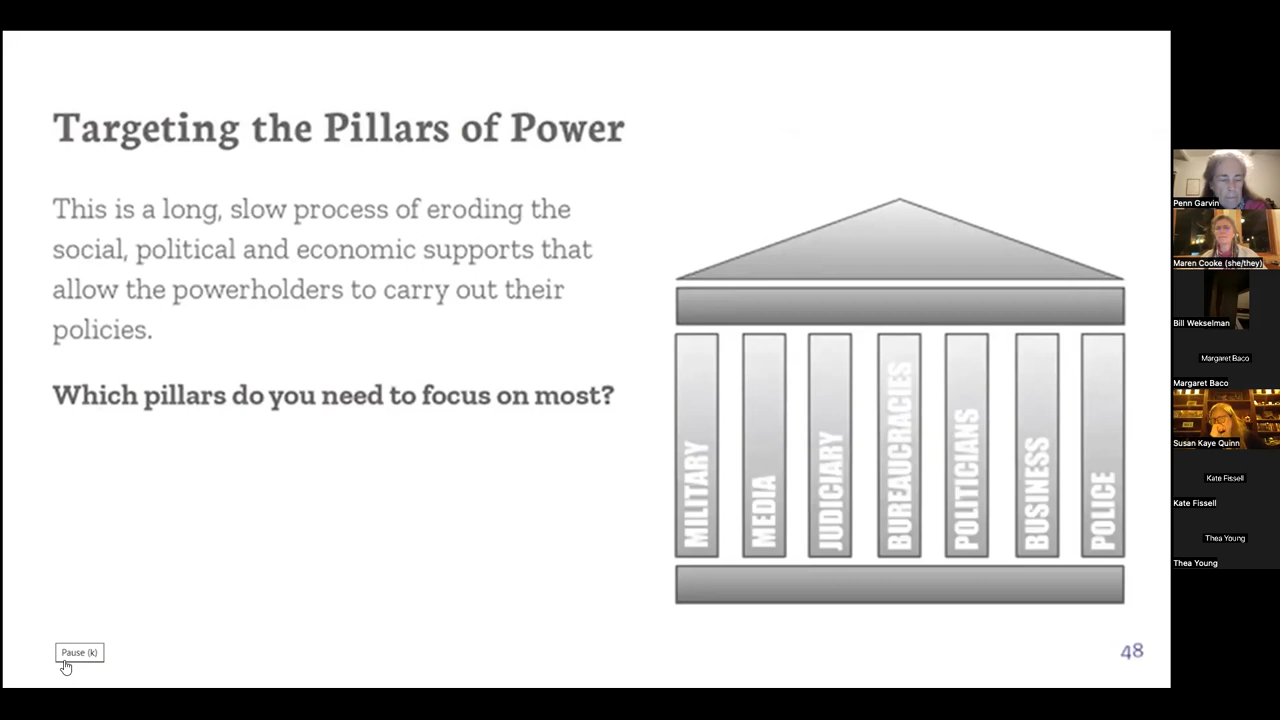 Targeting the Pillars of Power
This is a long, slow process of eroding the
social, political and economic supports that
allow the powerholders to carry out their
policies.
Which pillars do you need to focus on most?
MILITARY
MEDIA
JUDICIARY
BUREAUCRACIES
POLITICIANS
BUSINESS
POLICE
Pause (k)
48
Penn Garvin
Maren Cooke (she/they)
Bill Wekselman
Margaret Baco
Margaret Baco
Susan Kaye Quinn
Kate Fissell
Kate Fissell
Thea Young
Thea Young